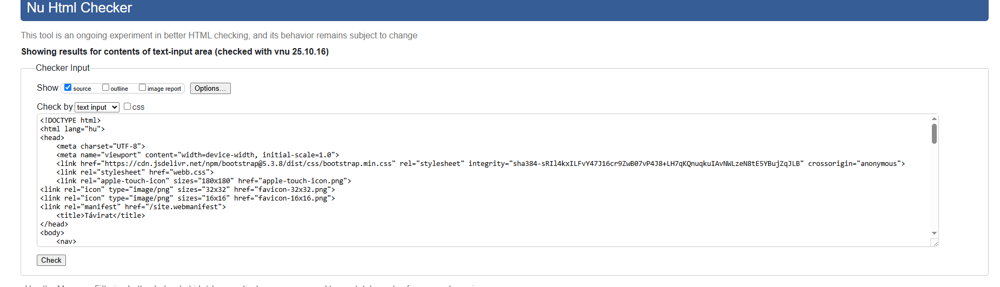 Nu Html Checker
This tool is an ongoing experiment in better HTML checking, and its behavior remains subject to change
Showing results for contents of text-input area (checked with vnu 25.10.16)
Checker Input
Show source outline image report Options...
Check by text input css
<!DOCTYPE html>
<html lang="hu">
<head>
    <meta charset="UTF-8">
    <meta name="viewport" content="width=device-width, initial-scale=1.0">
    <link href="https://cdn.jsdelivr.net/npm/bootstrap@5.3.8/dist/css/bootstrap.min.css" rel="stylesheet" integrity="sha384-sRIl4kxILFvY47J16cr9ZwB07vP4J8+LH7qKQnuqkuIAvNWLzeN8tE5YBujZqJLB" crossorigin="anonymous">
    <link rel="stylesheet" href="webb.css">
    <link rel="apple-touch-icon" sizes="180x180" href="apple-touch-icon.png">
<link rel="icon" type="image/png" sizes="32x32" href="favicon-32x32.png">
<link rel="icon" type="image/png" sizes="16x16" href="favicon-16x16.png">
<link rel="manifest" href="/site.webmanifest">
    <title>Távirat</title>
</head>
<body>
    <nav>
Check